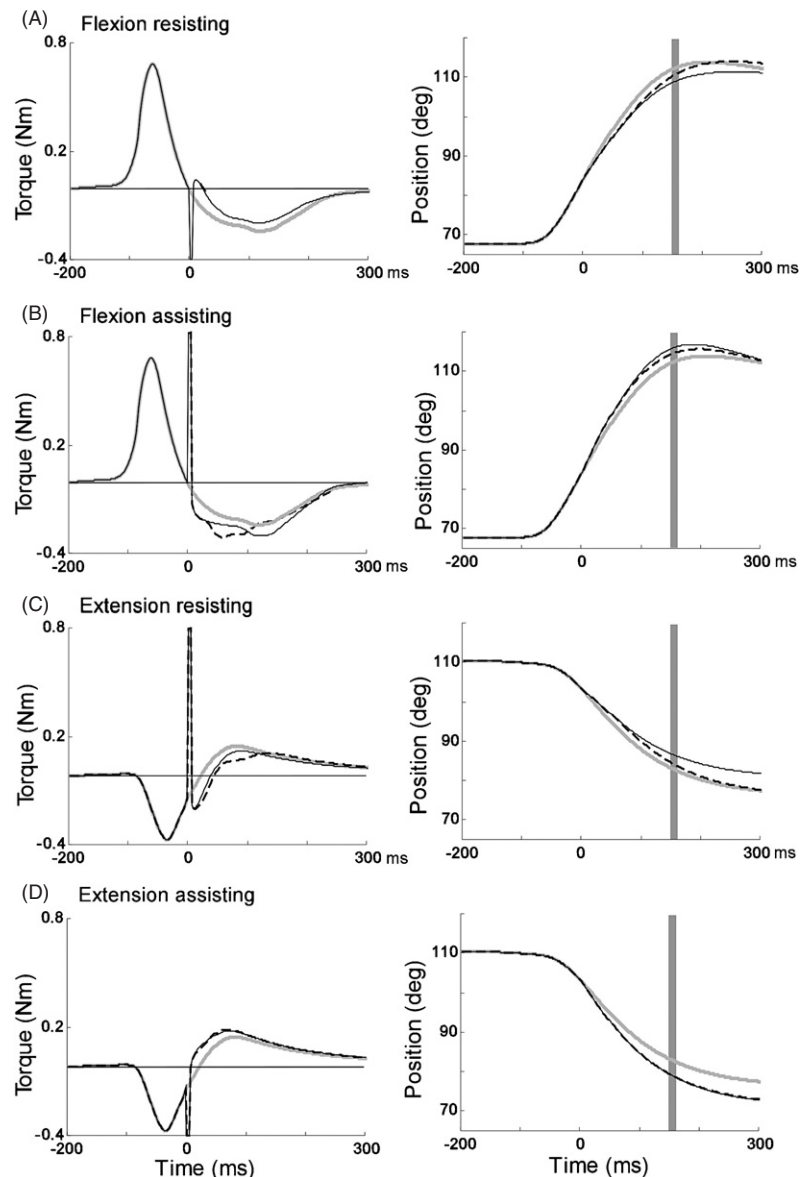 (A) Flexion resisting
0.8
0.2
-0.4
Torque (Nm)
-200 0 300 ms
110
90
70
Position (deg)
-200 0 300 ms
(B) Flexion assisting
0.8
0.2
-0.4
Torque (Nm)
-200 0 300 ms
110
90
70
Position (deg)
-200 0 300 ms
(C) Extension resisting
0.8
0.2
-0.4
Torque (Nm)
-200 0 300 ms
110
90
70
Position (deg)
-200 0 300 ms
(D) Extension assisting
0.8
0.2
-0.4
Torque (Nm)
-200 0 300
Time (ms)
110
90
70
Position (deg)
-200 0 300
Time (ms)